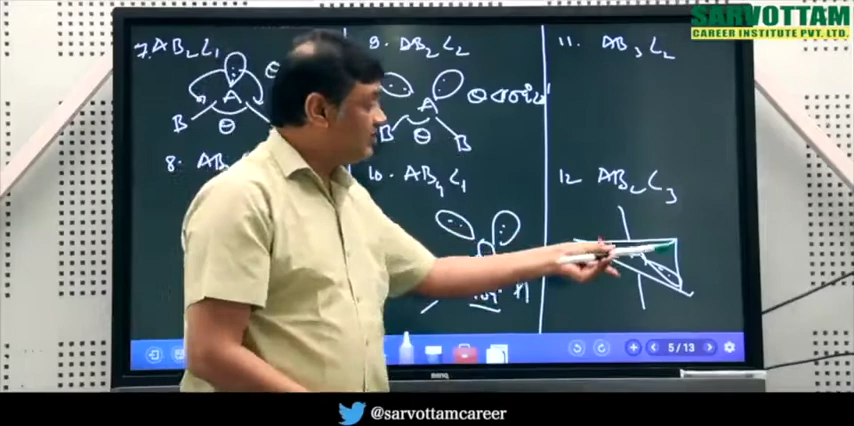 SARVOTTAM
CAREER INSTITUTE PVT. LTD.
7. AB₂L₁
A
B
θ
8. AB
9. AB₂L₂
A
B
B
θ
10. AB₄L₁
11. AB₃L₂
12 AB₂L₃
5/13
BenQ
@sarvottamcareer